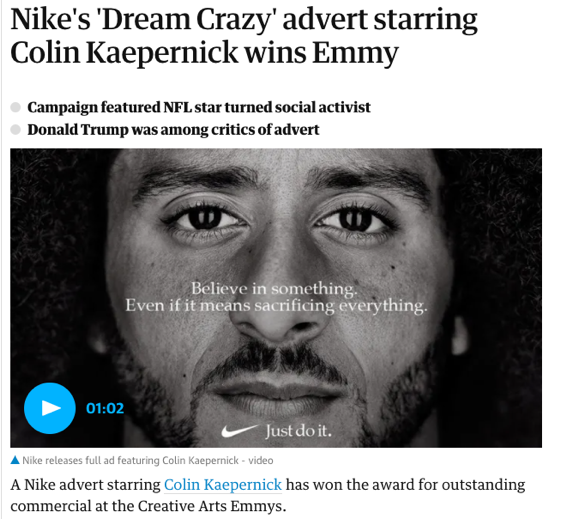 Nike's 'Dream Crazy' advert starring
Colin Kaepernick wins Emmy
Campaign featured NFL star turned social activist
Donald Trump was among critics of advert
Believe in something.
Even if it means sacrificing everything.
01:02
Just do it.
Nike releases full ad featuring Colin Kaepernick - video
A Nike advert starring Colin Kaepernick has won the award for outstanding
commercial at the Creative Arts Emmys.